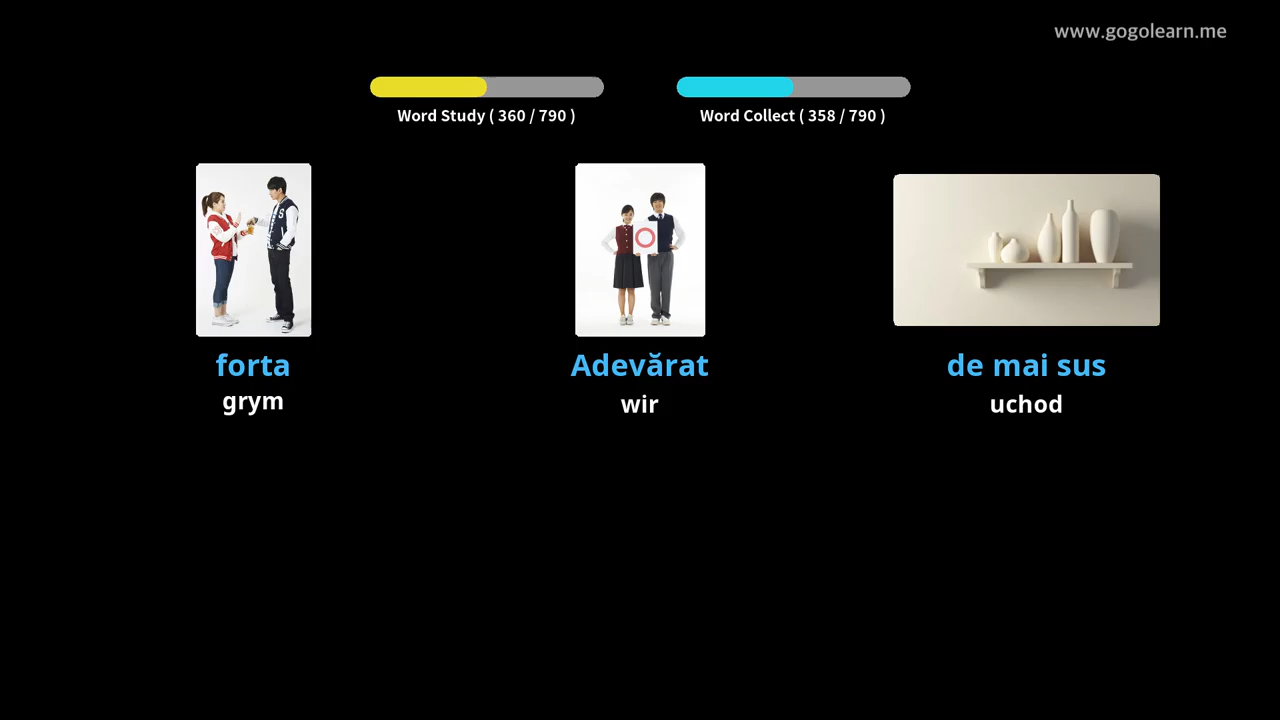 www.gogolearn.me
Word Study ( 360 / 790 )
Word Collect ( 358 / 790 )
forta
grym
Adevărat
wir
de mai sus
uchod